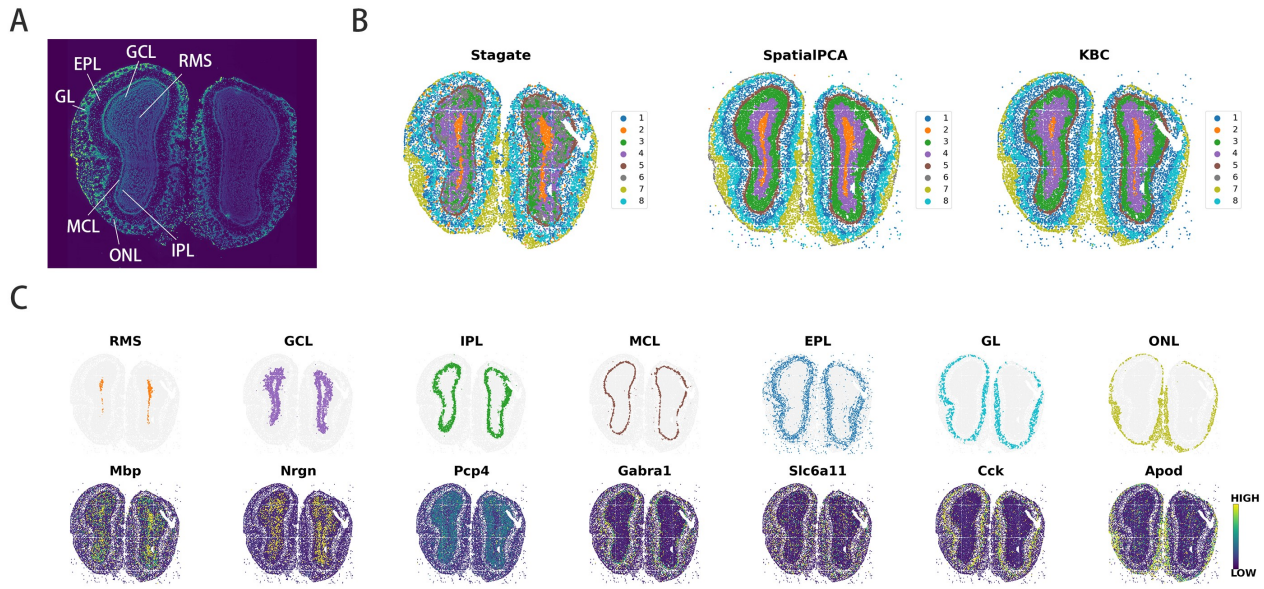 A
B
GCL
RMS
EPL
GL
MCL
ONL
IPL
Stagate
SpatialPCA
KBC
1
2
3
4
5
6
7
8
1
2
3
4
5
6
7
8
1
2
3
4
5
6
7
8
C
RMS GCL IPL MCL EPL GL ONL
Mbp Nrgn Pcp4 Gabra1 Slc6a11 Cck Apod
HIGH
LOW